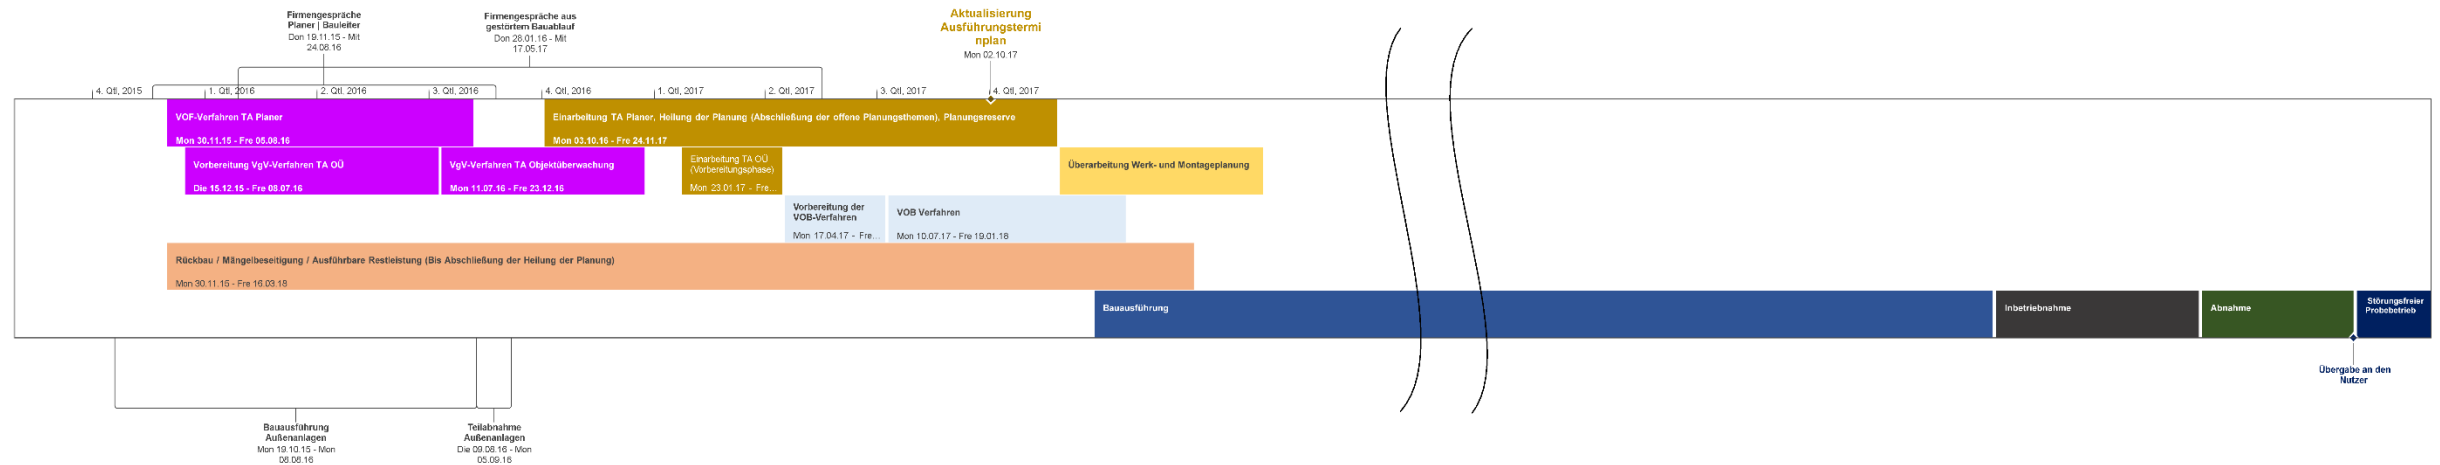 Firmengespräche
Planer | Bauleiter
Don 19.11.15 - Mit
24.08.16
Firmengespräche aus
gestörtem Bauablauf
Don 28.01.16 - Mit
17.05.17
Aktualisierung
Ausführungstermi
nplan
Mon 02.10.17
4. Qtl, 2015
1. Qtl, 2016
2. Qtl, 2016
3. Qtl, 2016
4. Qtl, 2016
1. Qtl, 2017
2. Qtl, 2017
3. Qtl, 2017
4. Qtl, 2017
VOF-Verfahren TA Planer
Mon 30.11.15 - Fre 05.08.16
Einarbeitung TA Planer, Heilung der Planung (Abschließung der offene Planungsthemen), Planungsreserve
Mon 03.10.16 - Fre 24.11.17
Vorbereitung VgV-Verfahren TA OÜ
Die 15.12.15 - Fre 08.07.16
VgV-Verfahren TA Objektüberwachung
Mon 11.07.16 - Fre 23.12.16
Einarbeitung TA OÜ
(Vorbereitungsphase)
Mon 23.01.17 - Fre...
Überarbeitung Werk- und Montageplanung
Vorbereitung der
VOB-Verfahren
Mon 17.04.17 - Fre...
VOB Verfahren
Mon 10.07.17 - Fre 19.01.18
Rückbau / Mängelbeseitigung / Ausführbare Restleistung (Bis Abschließung der Heilung der Planung)
Mon 30.11.15 - Fre 16.03.18
Bauausführung
Inbetriebnahme
Abnahme
Störungsfreier
Probebetrieb
Übergabe an den
Nutzer
Bauausführung
Außenanlagen
Mon 19.10.15 - Mon
08.08.16
Teilabnahme
Außenanlagen
Die 09.08.16 - Mon
05.09.16